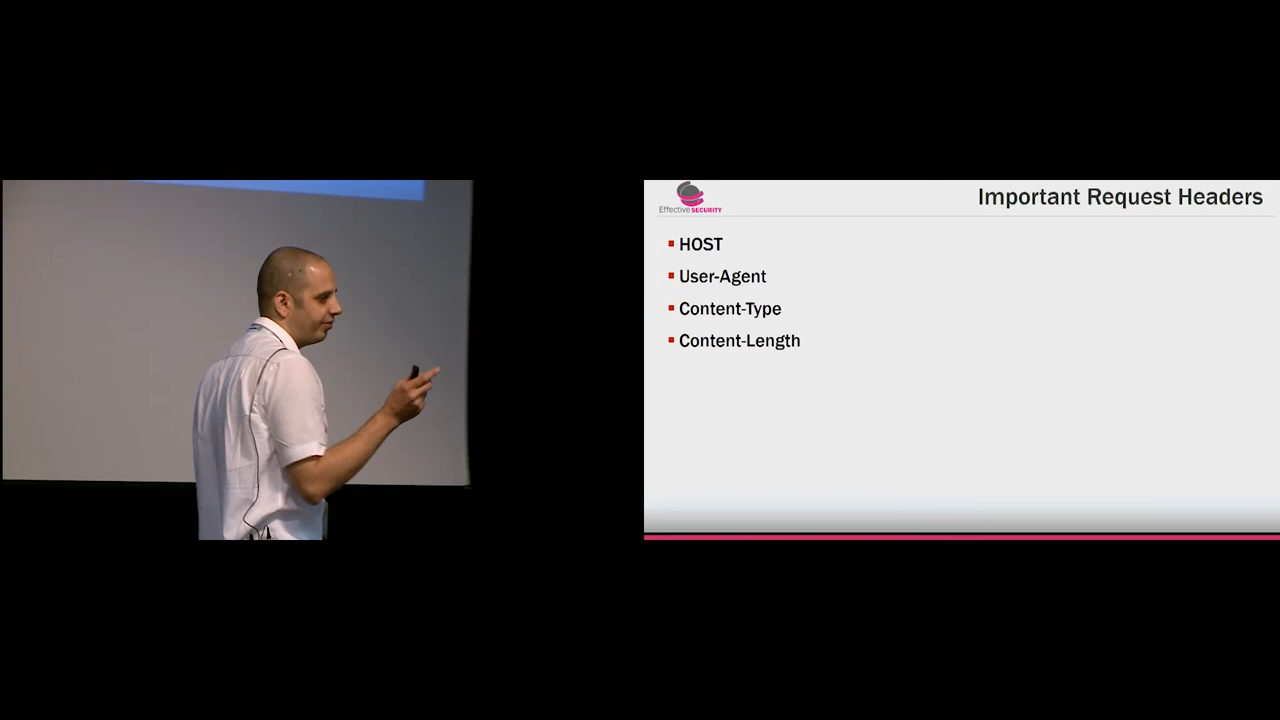 Effective SECURITY
Important Request Headers
HOST
User-Agent
Content-Type
Content-Length